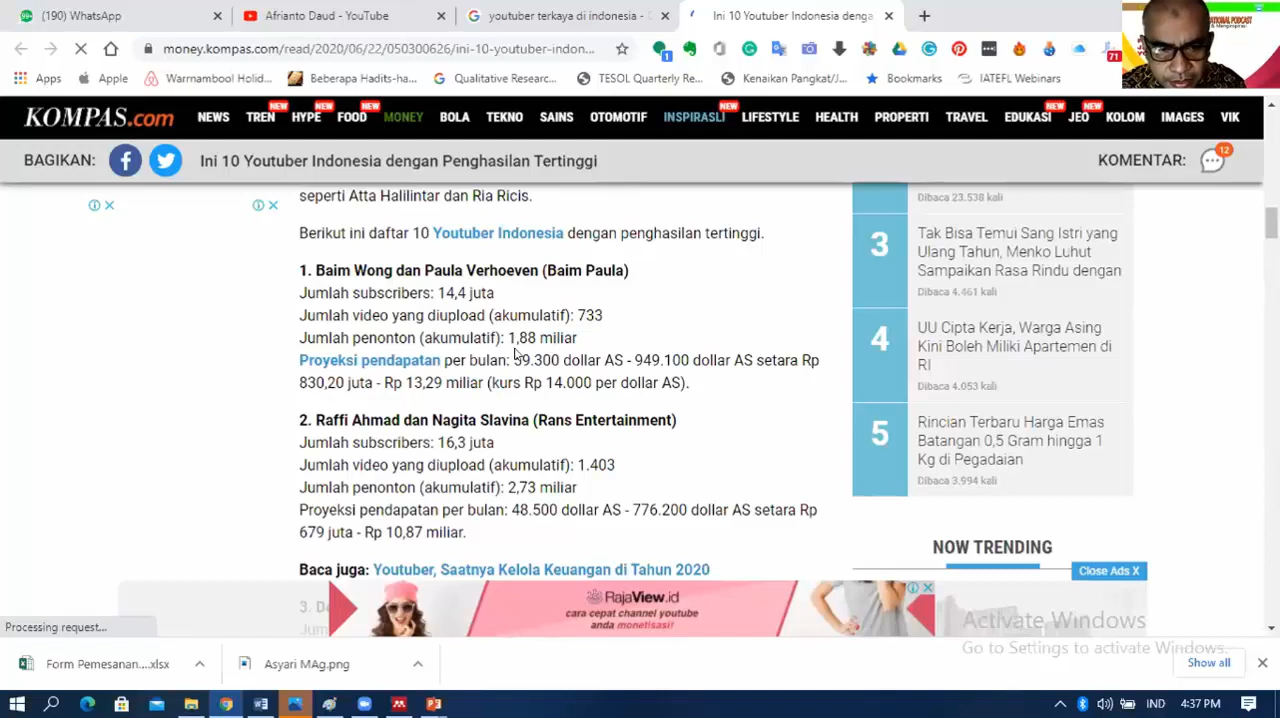 (190) WhatsApp
Afrianto Daud - YouTube
youtuber terkaya di indonesia -
Ini 10 Youtuber Indonesia denga
money.kompas.com/read/2020/06/22/050300626/ini-10-youtuber-indon...
1
71
Apps
Apple
Warnambool Holid...
Beberapa Hadits-ha...
Qualitative Researc...
TESOL Quarterly Re...
Kenaikan Pangkat/J...
Bookmarks
IATEFL Webinars
KOMPAS.com
NEWS TREN HYPE FOOD MONEY BOLA TEKNO SAINS OTOMOTIF INSPIRASLI LIFESTYLE HEALTH PROPERTI TRAVEL EDUKASI JEO KOLOM IMAGES VIK
NEW NEW NEW NEW NEW NEW
BAGIKAN: Ini 10 Youtuber Indonesia dengan Penghasilan Tertinggi KOMENTAR: 12
seperti Atta Halilintar dan Ria Ricis.
Berikut ini daftar 10 Youtuber Indonesia dengan penghasilan tertinggi.
1. Baim Wong dan Paula Verhoeven (Baim Paula)
Jumlah subscribers: 14,4 juta
Jumlah video yang diupload (akumulatif): 733
Jumlah penonton (akumulatif): 1,88 miliar
Proyeksi pendapatan per bulan: 59.300 dollar AS - 949.100 dollar AS setara Rp
830,20 juta - Rp 13,29 miliar (kurs Rp 14.000 per dollar AS).
2. Raffi Ahmad dan Nagita Slavina (Rans Entertainment)
Jumlah subscribers: 16,3 juta
Jumlah video yang diupload (akumulatif): 1.403
Jumlah penonton (akumulatif): 2,73 miliar
Proyeksi pendapatan per bulan: 48.500 dollar AS - 776.200 dollar AS setara Rp
679 juta - Rp 10,87 miliar.
Baca juga: Youtuber, Saatnya Kelola Keuangan di Tahun 2020
Dibaca 23.538 kali
3
Tak Bisa Temui Sang Istri yang
Ulang Tahun, Menko Luhut
Sampaikan Rasa Rindu dengan
Dibaca 4.461 kali
4
UU Cipta Kerja, Warga Asing
Kini Boleh Miliki Apartemen di
RI
Dibaca 4.053 kali
5
Rincian Terbaru Harga Emas
Batangan 0,5 Gram hingga 1
Kg di Pegadaian
Dibaca 3.994 kali
NOW TRENDING
Close Ads X
RajaView.id
cara cepat channel youtube
anda monetisasi!
Activate Windows
Go to Settings to activate Windows.
Processing request...
Form Pemesanan....xlsx
Asyari MAg.png
Show all
IND
4:37 PM